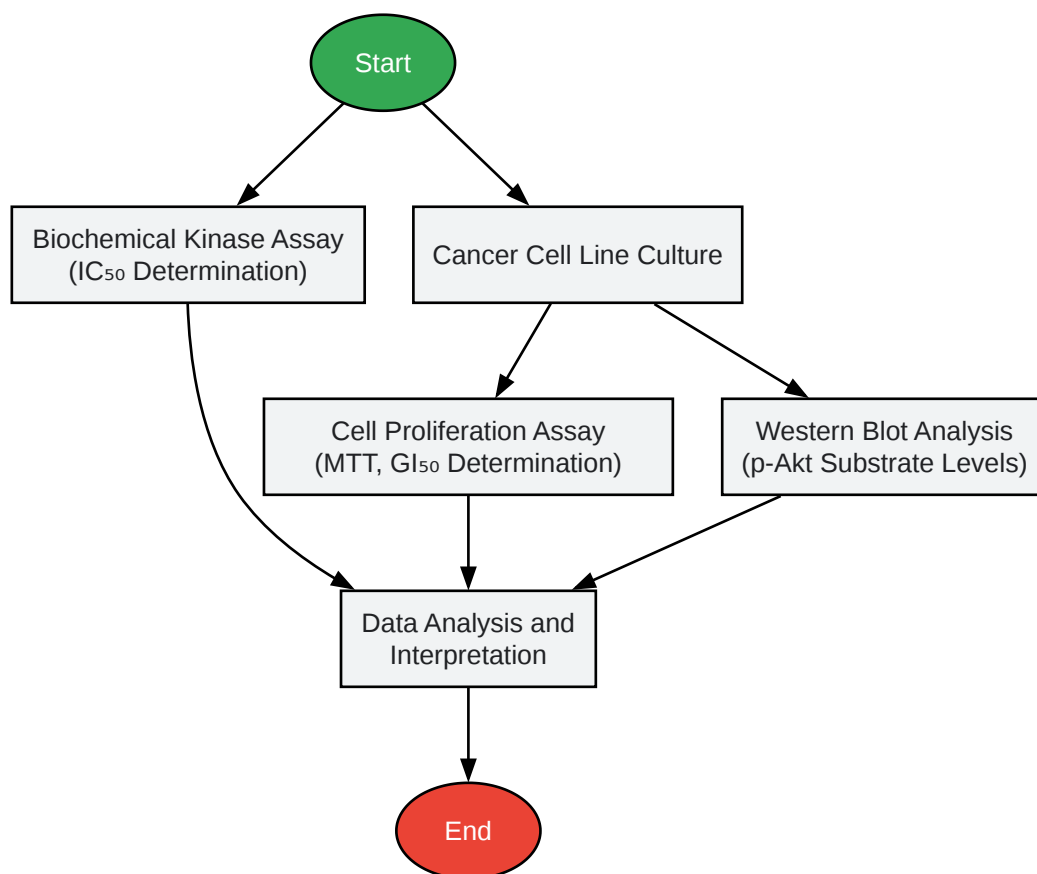 Start
Biochemical Kinase Assay
(IC₅₀ Determination)
Cancer Cell Line Culture
Cell Proliferation Assay
(MTT, GI₅₀ Determination)
Western Blot Analysis
(p-Akt Substrate Levels)
Data Analysis and
Interpretation
End